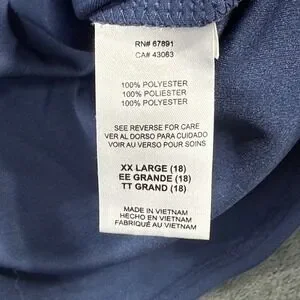 RN# 67891
CA# 43063
100% POLYESTER
100% POLIÉSTER
100% POLYESTER
SEE REVERSE FOR CARE
VER AL DORSO PARA CUIDADO
VOIR AU VERSO POUR SOINS
XX LARGE (18)
EE GRANDE (18)
TT GRAND (18)
MADE IN VIETNAM
HECHO EN VIETNAM
FABRIQUÉ AU VIETNAM